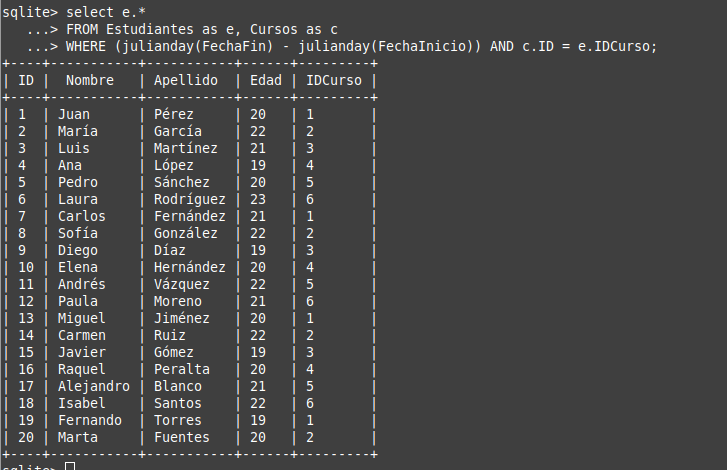 sqlite> select e.*
   ...> FROM Estudiantes as e, Cursos as c
   ...> WHERE (julianday(FechaFin) - julianday(FechaInicio)) AND c.ID = e.IDCurso;
+----+-----------+-----------+------+---------+
| ID |  Nombre   | Apellido  | Edad | IDCurso |
+----+-----------+-----------+------+---------+
| 1  | Juan      | Pérez     | 20   | 1       |
| 2  | María     | García    | 22   | 2       |
| 3  | Luis      | Martínez  | 21   | 3       |
| 4  | Ana       | López     | 19   | 4       |
| 5  | Pedro     | Sánchez   | 20   | 5       |
| 6  | Laura     | Rodríguez | 23   | 6       |
| 7  | Carlos    | Fernández | 21   | 1       |
| 8  | Sofía     | González  | 22   | 2       |
| 9  | Diego     | Díaz      | 19   | 3       |
| 10 | Elena     | Hernández | 20   | 4       |
| 11 | Andrés    | Vázquez   | 22   | 5       |
| 12 | Paula     | Moreno    | 21   | 6       |
| 13 | Miguel    | Jiménez   | 20   | 1       |
| 14 | Carmen    | Ruiz      | 22   | 2       |
| 15 | Javier    | Gómez     | 19   | 3       |
| 16 | Raquel    | Peralta   | 20   | 4       |
| 17 | Alejandro | Blanco    | 21   | 5       |
| 18 | Isabel    | Santos    | 22   | 6       |
| 19 | Fernando  | Torres    | 19   | 1       |
| 20 | Marta     | Fuentes   | 20   | 2       |
+----+-----------+-----------+------+---------+
sqlite>